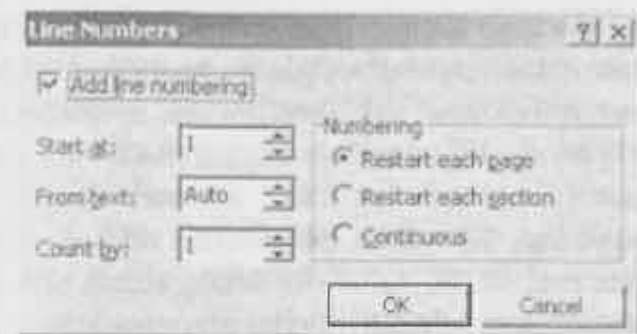 Line Numbers ? ×
Add line numbering
Start at: 1
From text: Auto
Count by: 1
Numbering
Restart each page
Restart each section
Continuous
OK Cancel